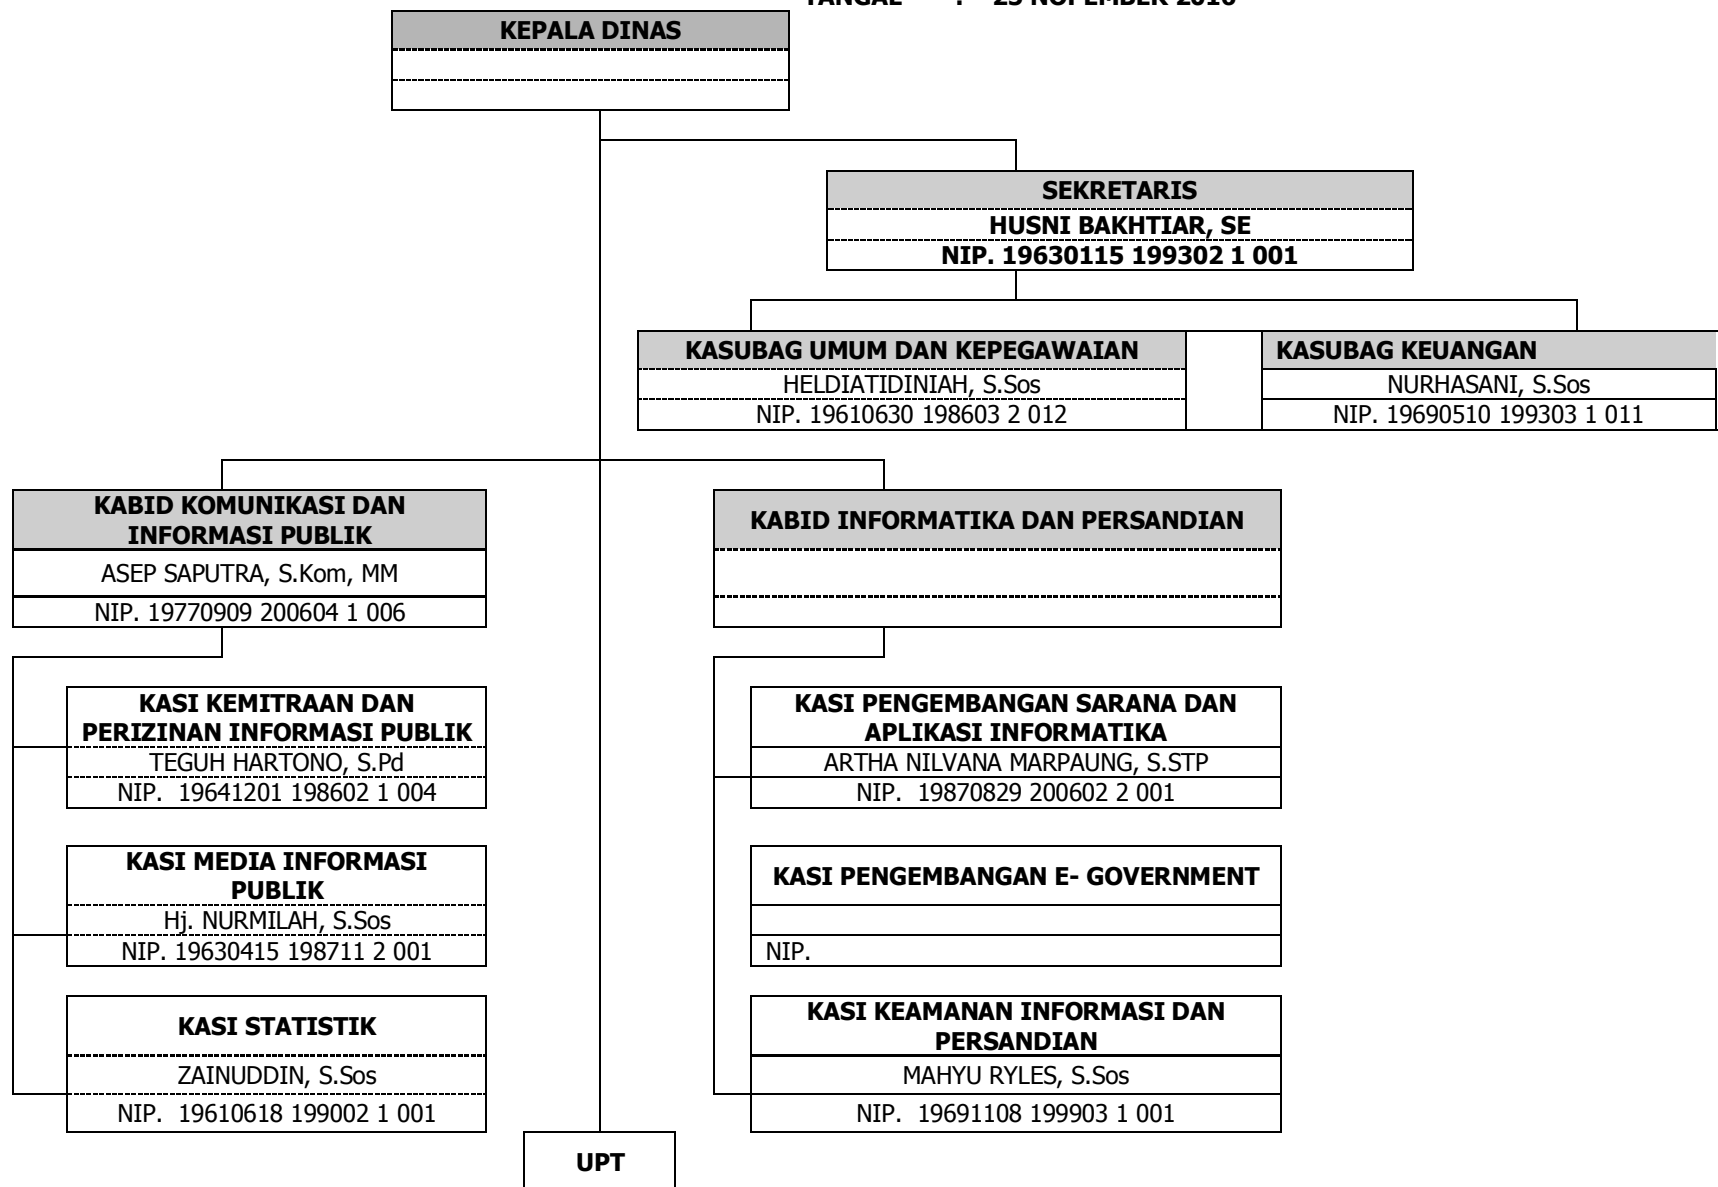 TANGAL : 23 NOPEMBER 2016
KEPALA DINAS
SEKRETARIS
HUSNI BAKHTIAR, SE
NIP. 19630115 199302 1 001
KASUBAG UMUM DAN KEPEGAWAIAN
HELDIATIDINIAH, S.Sos
NIP. 19610630 198603 2 012
KASUBAG KEUANGAN
NURHASANI, S.Sos
NIP. 19690510 199303 1 011
KABID KOMUNIKASI DAN
INFORMASI PUBLIK
ASEP SAPUTRA, S.Kom, MM
NIP. 19770909 200604 1 006
KABID INFORMATIKA DAN PERSANDIAN
KASI KEMITRAAN DAN
PERIZINAN INFORMASI PUBLIK
TEGUH HARTONO, S.Pd
NIP. 19641201 198602 1 004
KASI PENGEMBANGAN SARANA DAN
APLIKASI INFORMATIKA
ARTHA NILVANA MARPAUNG, S.STP
NIP. 19870829 200602 2 001
KASI MEDIA INFORMASI
PUBLIK
Hj. NURMILAH, S.Sos
NIP. 19630415 198711 2 001
KASI PENGEMBANGAN E- GOVERNMENT
NIP.
KASI STATISTIK
ZAINUDDIN, S.Sos
NIP. 19610618 199002 1 001
KASI KEAMANAN INFORMASI DAN
PERSANDIAN
MAHYU RYLES, S.Sos
NIP. 19691108 199903 1 001
UPT